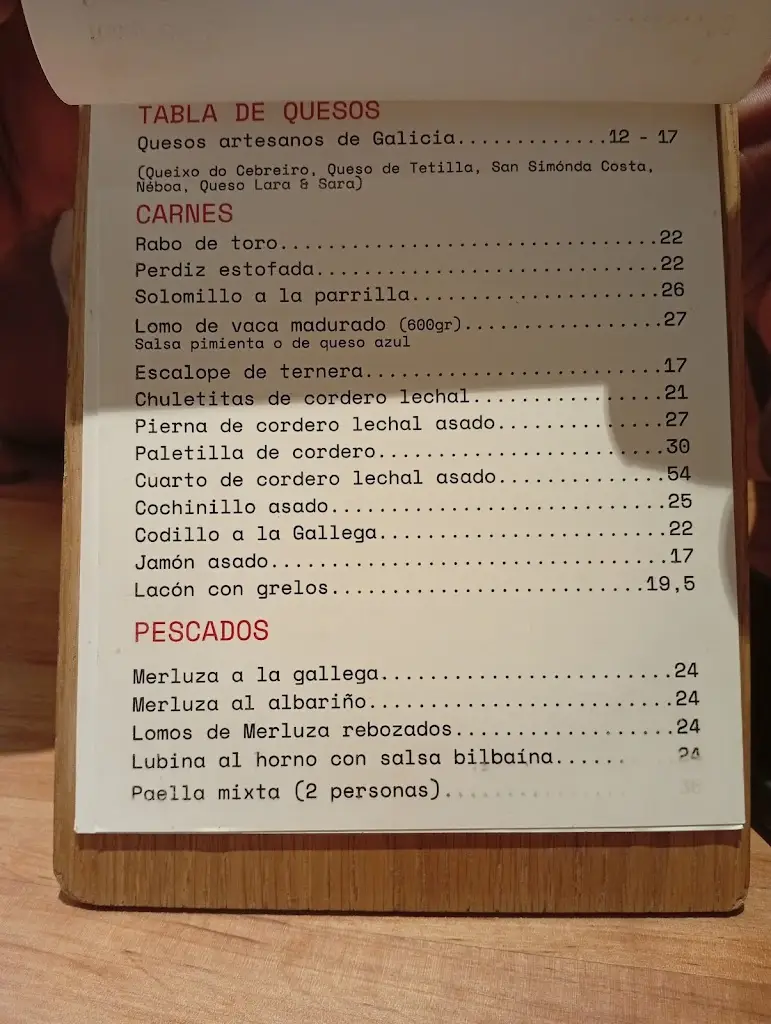 TABLA DE QUESOS
Quesos artesanos de Galicia.............12 - 17
(Queixo do Cebreiro, Queso de Tetilla, San Simónda Costa,
Néboa, Queso Lara & Sara)
CARNES
Rabo de toro................................22
Perdiz estofada.............................22
Solomillo a la parrilla.....................26
Lomo de vaca madurado (600gr).................27
Salsa pimienta o de queso azul
Escalope de ternera.........................17
Chuletitas de cordero lechal................21
Pierna de cordero lechal asado..............27
Paletilla de cordero........................30
Cuarto de cordero lechal asado..............54
Cochinillo asado............................25
Codillo a la Gallega........................22
Jamón asado.................................17
Lacón con grelos..........................19,5
PESCADOS
Merluza a la gallega........................24
Merluza al albariño.........................24
Lomos de Merluza rebozados..................24
Lubina al horno con salsa bilbaína...... 24
Paella mixta (2 personas)..............